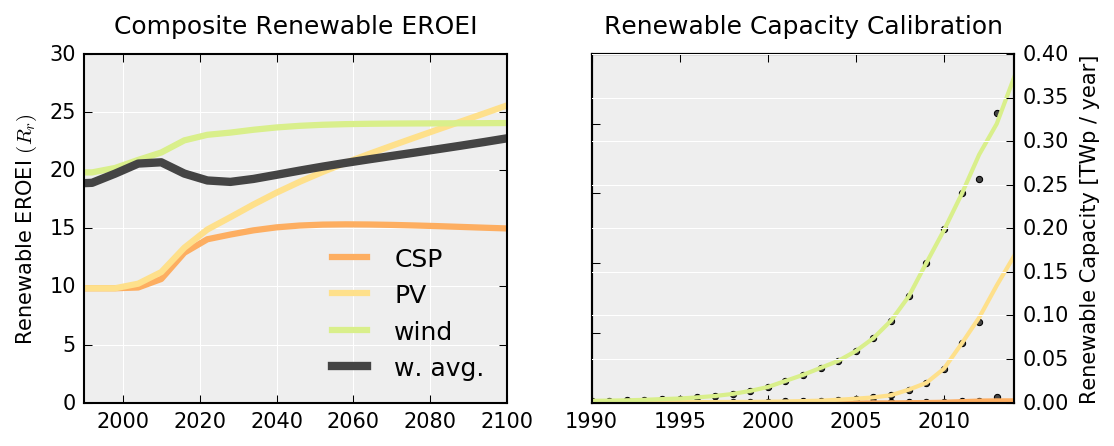 Composite Renewable EROEI
Renewable EROEI (R_r)
30
25
20
15
10
5
0
2000 2020 2040 2060 2080 2100
CSP
PV
wind
w. avg.
Renewable Capacity Calibration
0.40
0.35
0.30
0.25
0.20
0.15
0.10
0.05
0.00
1990 1995 2000 2005 2010
Renewable Capacity [TWp / year]